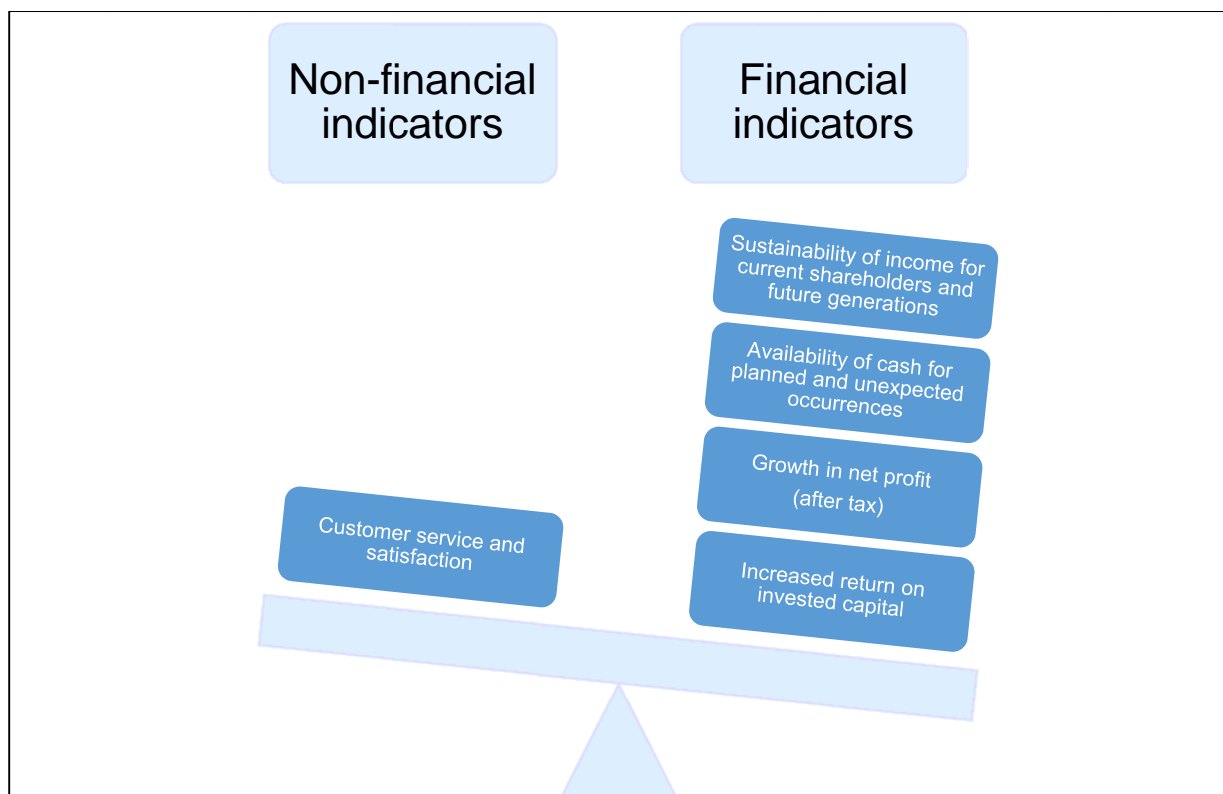 Non-financial
indicators
Financial
indicators
Sustainability of income for
current shareholders and
future generations
Availability of cash for
planned and unexpected
occurrences
Growth in net profit
(after tax)
Customer service and
satisfaction
Increased return on
invested capital